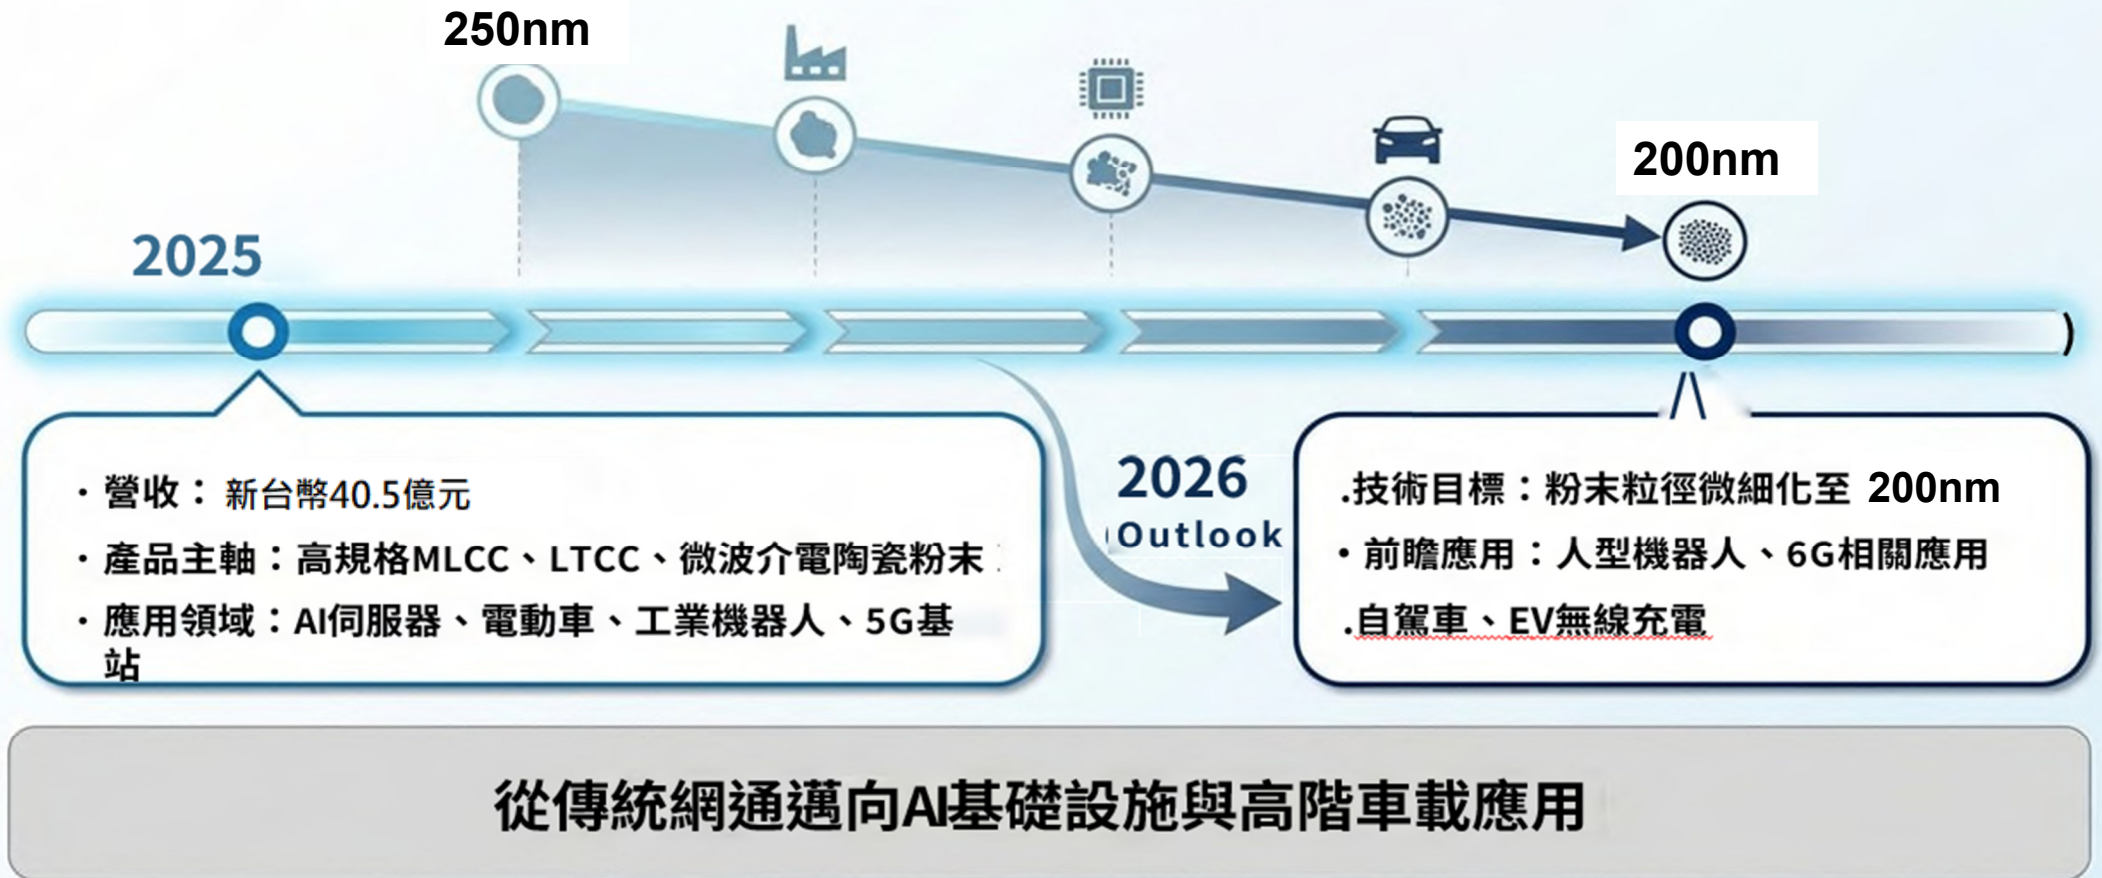 250nm
200nm
2025
・營收：新台幣40.5億元
・產品主軸：高規格MLCC、LTCC、微波介電陶瓷粉末
・應用領域：AI伺服器、電動車、工業機器人、5G基
站
2026
Outlook
.技術目標：粉末粒徑微細化至 200nm
•前瞻應用：人型機器人、6G相關應用
.自駕車、EV無線充電
從傳統網通邁向AI基礎設施與高階車載應用